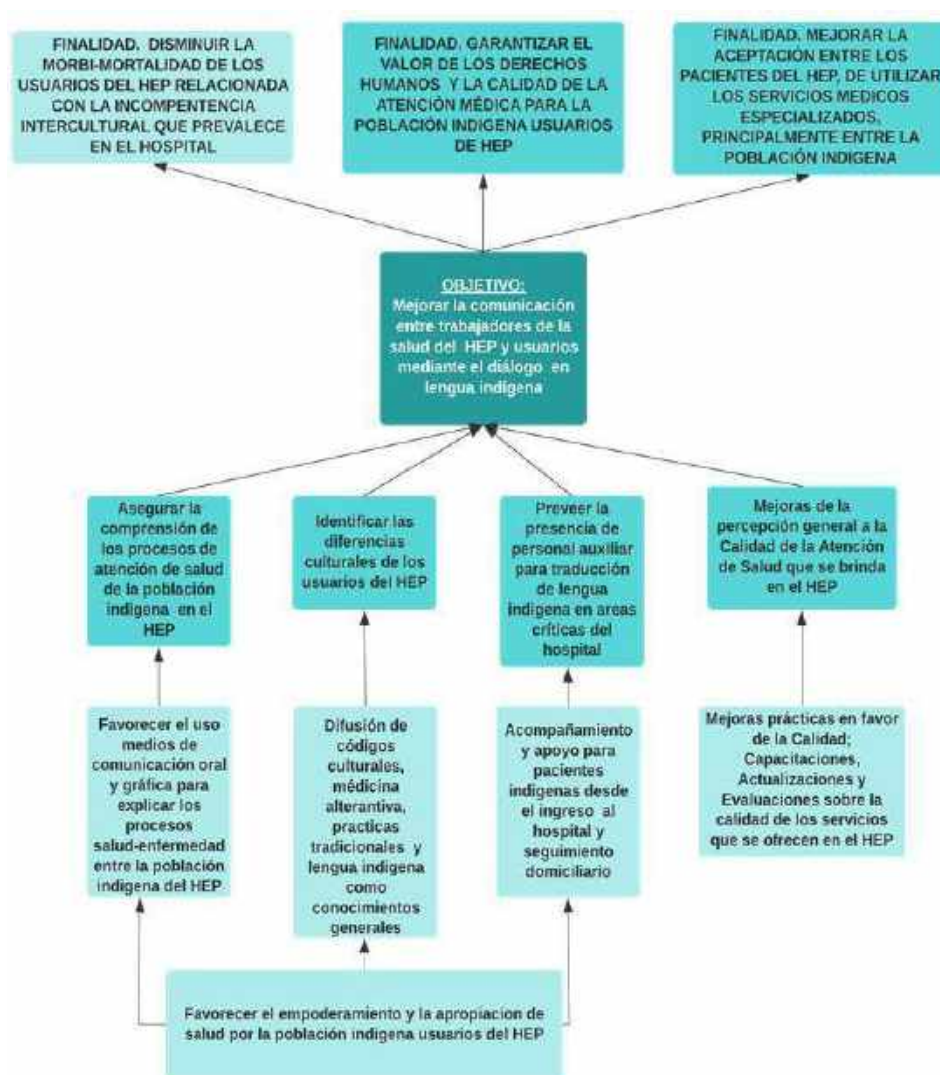 FINALIDAD. DISMINUIR LA
MORBI-MORTALIDAD DE LOS
USUARIOS DEL HEP RELACIONADA
CON LA INCOMPENTENCIA
INTERCULTURAL QUE PREVALECE
EN EL HOSPITAL
FINALIDAD. GARANTIZAR EL
VALOR DE LOS DERECHOS
HUMANOS Y LA CALIDAD DE LA
ATENCIÓN MÉDICA PARA LA
POBLACIÓN INDIGENA USUARIOS
DE HEP
FINALIDAD. MEJORAR LA
ACEPTACIÓN ENTRE LOS
PACIENTES DEL HEP, DE UTILIZAR
LOS SERVICIOS MEDICOS
ESPECIALIZADOS,
PRINCIPALMENTE ENTRE LA
POBLACIÓN INDIGENA
OBJETIVO:
Mejorar la comunicación
entre trabajadores de la
salud del HEP y usuarios
mediante el diálogo en
lengua indígena
Asegurar la
comprensión de
los procesos de
atención de salud
de la población
indigena en el
HEP
Identificar las
diferencias
culturales de los
usuarios del HEP
Preveer la
presencia de
personal auxiliar
para traducción de
lengua indigena
en areas
críticas del
hospital
Mejoras de la
percepción general a la
Calidad de la Atención
de Salud que se brinda
en el HEP
Favorecer el uso
medios de
comunicación oral
y gráfica para
explicar los
procesos
salud-enfermedad
entre la población
indigena del HEP
Difusión de
códigos
culturales,
médicina
alterantiva,
practicas
tradicionales y
lengua indigena
como
conocimientos
generales
Acompañamiento
y apoyo para
pacientes
indigenas desde
el ingreso al
hospital y
seguimiento
domiciliario
Mejoras prácticas en favor
de la Calidad;
Capacitaciones,
Actualizaciones y
Evaluaciones sobre la
calidad de los servicios
que se ofrecen en el HEP
Favorecer el empoderamiento y la apropiacion de
salud por la población indigena usuarios del HEP